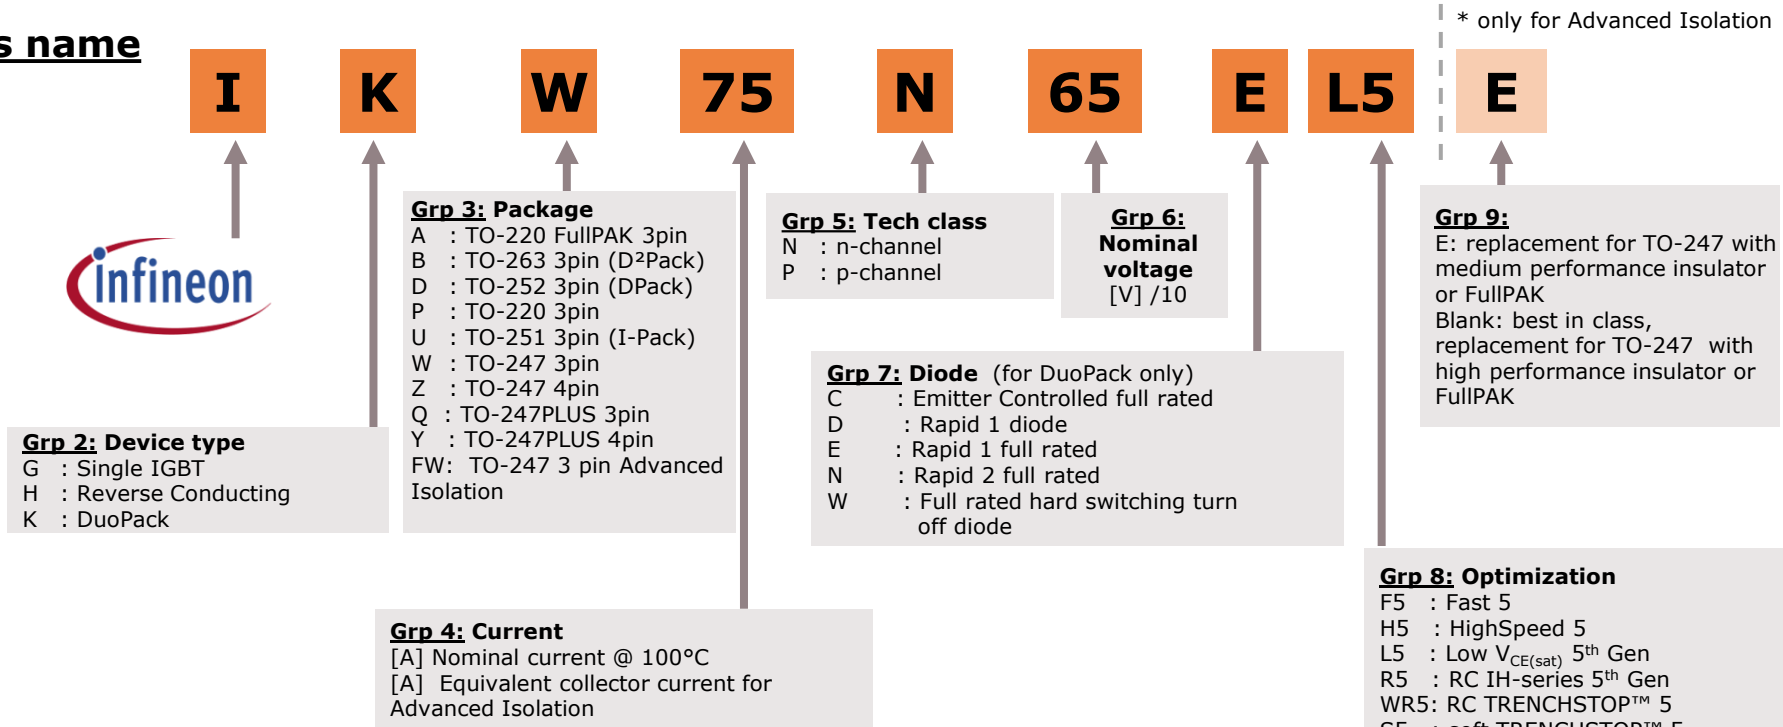 * only for Advanced Isolation
s name
I K W 75 N 65 E L5 E
infineon
Grp 2: Device type
G : Single IGBT
H : Reverse Conducting
K : DuoPack
Grp 3: Package
A : TO-220 FullPAK 3pin
B : TO-263 3pin (D²Pack)
D : TO-252 3pin (DPack)
P : TO-220 3pin
U : TO-251 3pin (I-Pack)
W : TO-247 3pin
Z : TO-247 4pin
Q : TO-247PLUS 3pin
Y : TO-247PLUS 4pin
FW: TO-247 3 pin Advanced
Isolation
Grp 4: Current
[A] Nominal current @ 100°C
[A] Equivalent collector current for
Advanced Isolation
Grp 5: Tech class
N : n-channel
P : p-channel
Grp 6:
Nominal
voltage
[V] /10
Grp 7: Diode (for DuoPack only)
C : Emitter Controlled full rated
D : Rapid 1 diode
E : Rapid 1 full rated
N : Rapid 2 full rated
W : Full rated hard switching turn
off diode
Grp 8: Optimization
F5 : Fast 5
H5 : HighSpeed 5
L5 : Low VCE(sat) 5th Gen
R5 : RC IH-series 5th Gen
WR5: RC TRENCHSTOP™ 5
S5 : soft TRENCHSTOP™ 5
Grp 9:
E: replacement for TO-247 with
medium performance insulator
or FullPAK
Blank: best in class,
replacement for TO-247 with
high performance insulator or
FullPAK